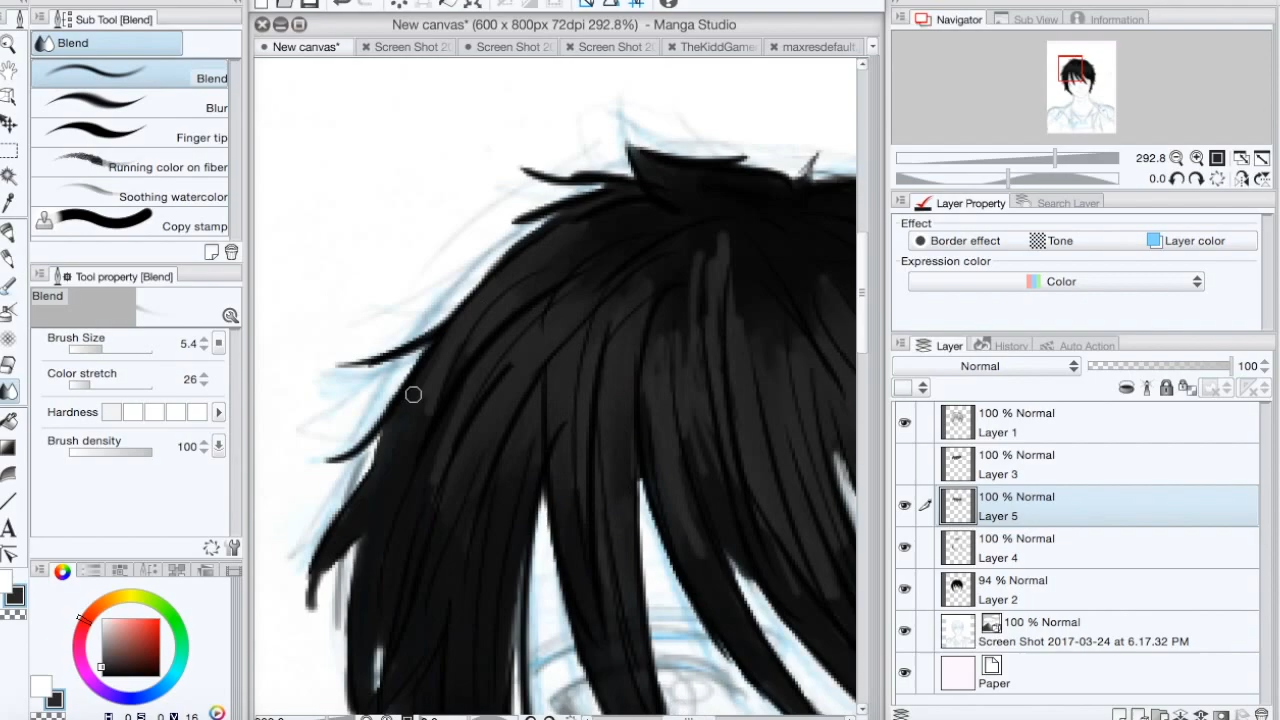 Sub Tool [Blend]
Blend
Blend
Blur
Finger tip
Running color on fiber
Soothing watercolor
Copy stamp
Tool property [Blend]
Blend
Brush Size 5.4
Color stretch 26
Hardness
Brush density 100
New canvas* (600 x 800px 72dpi 292.8%) - Manga Studio
New canvas* Screen Shot 20 Screen Shot 20 Screen Shot 20 TheKiddGame maxresdefault.
Navigator Sub View Information
292.8
0.0
Layer Property Search Layer
Effect
Border effect Tone Layer color
Expression color
Color
Layer History Auto Action
Normal 100
100 % Normal
Layer 1
100 % Normal
Layer 3
100 % Normal
Layer 5
100 % Normal
Layer 4
94 % Normal
Layer 2
100 % Normal
Screen Shot 2017-03-24 at 6.17.32 PM
Paper